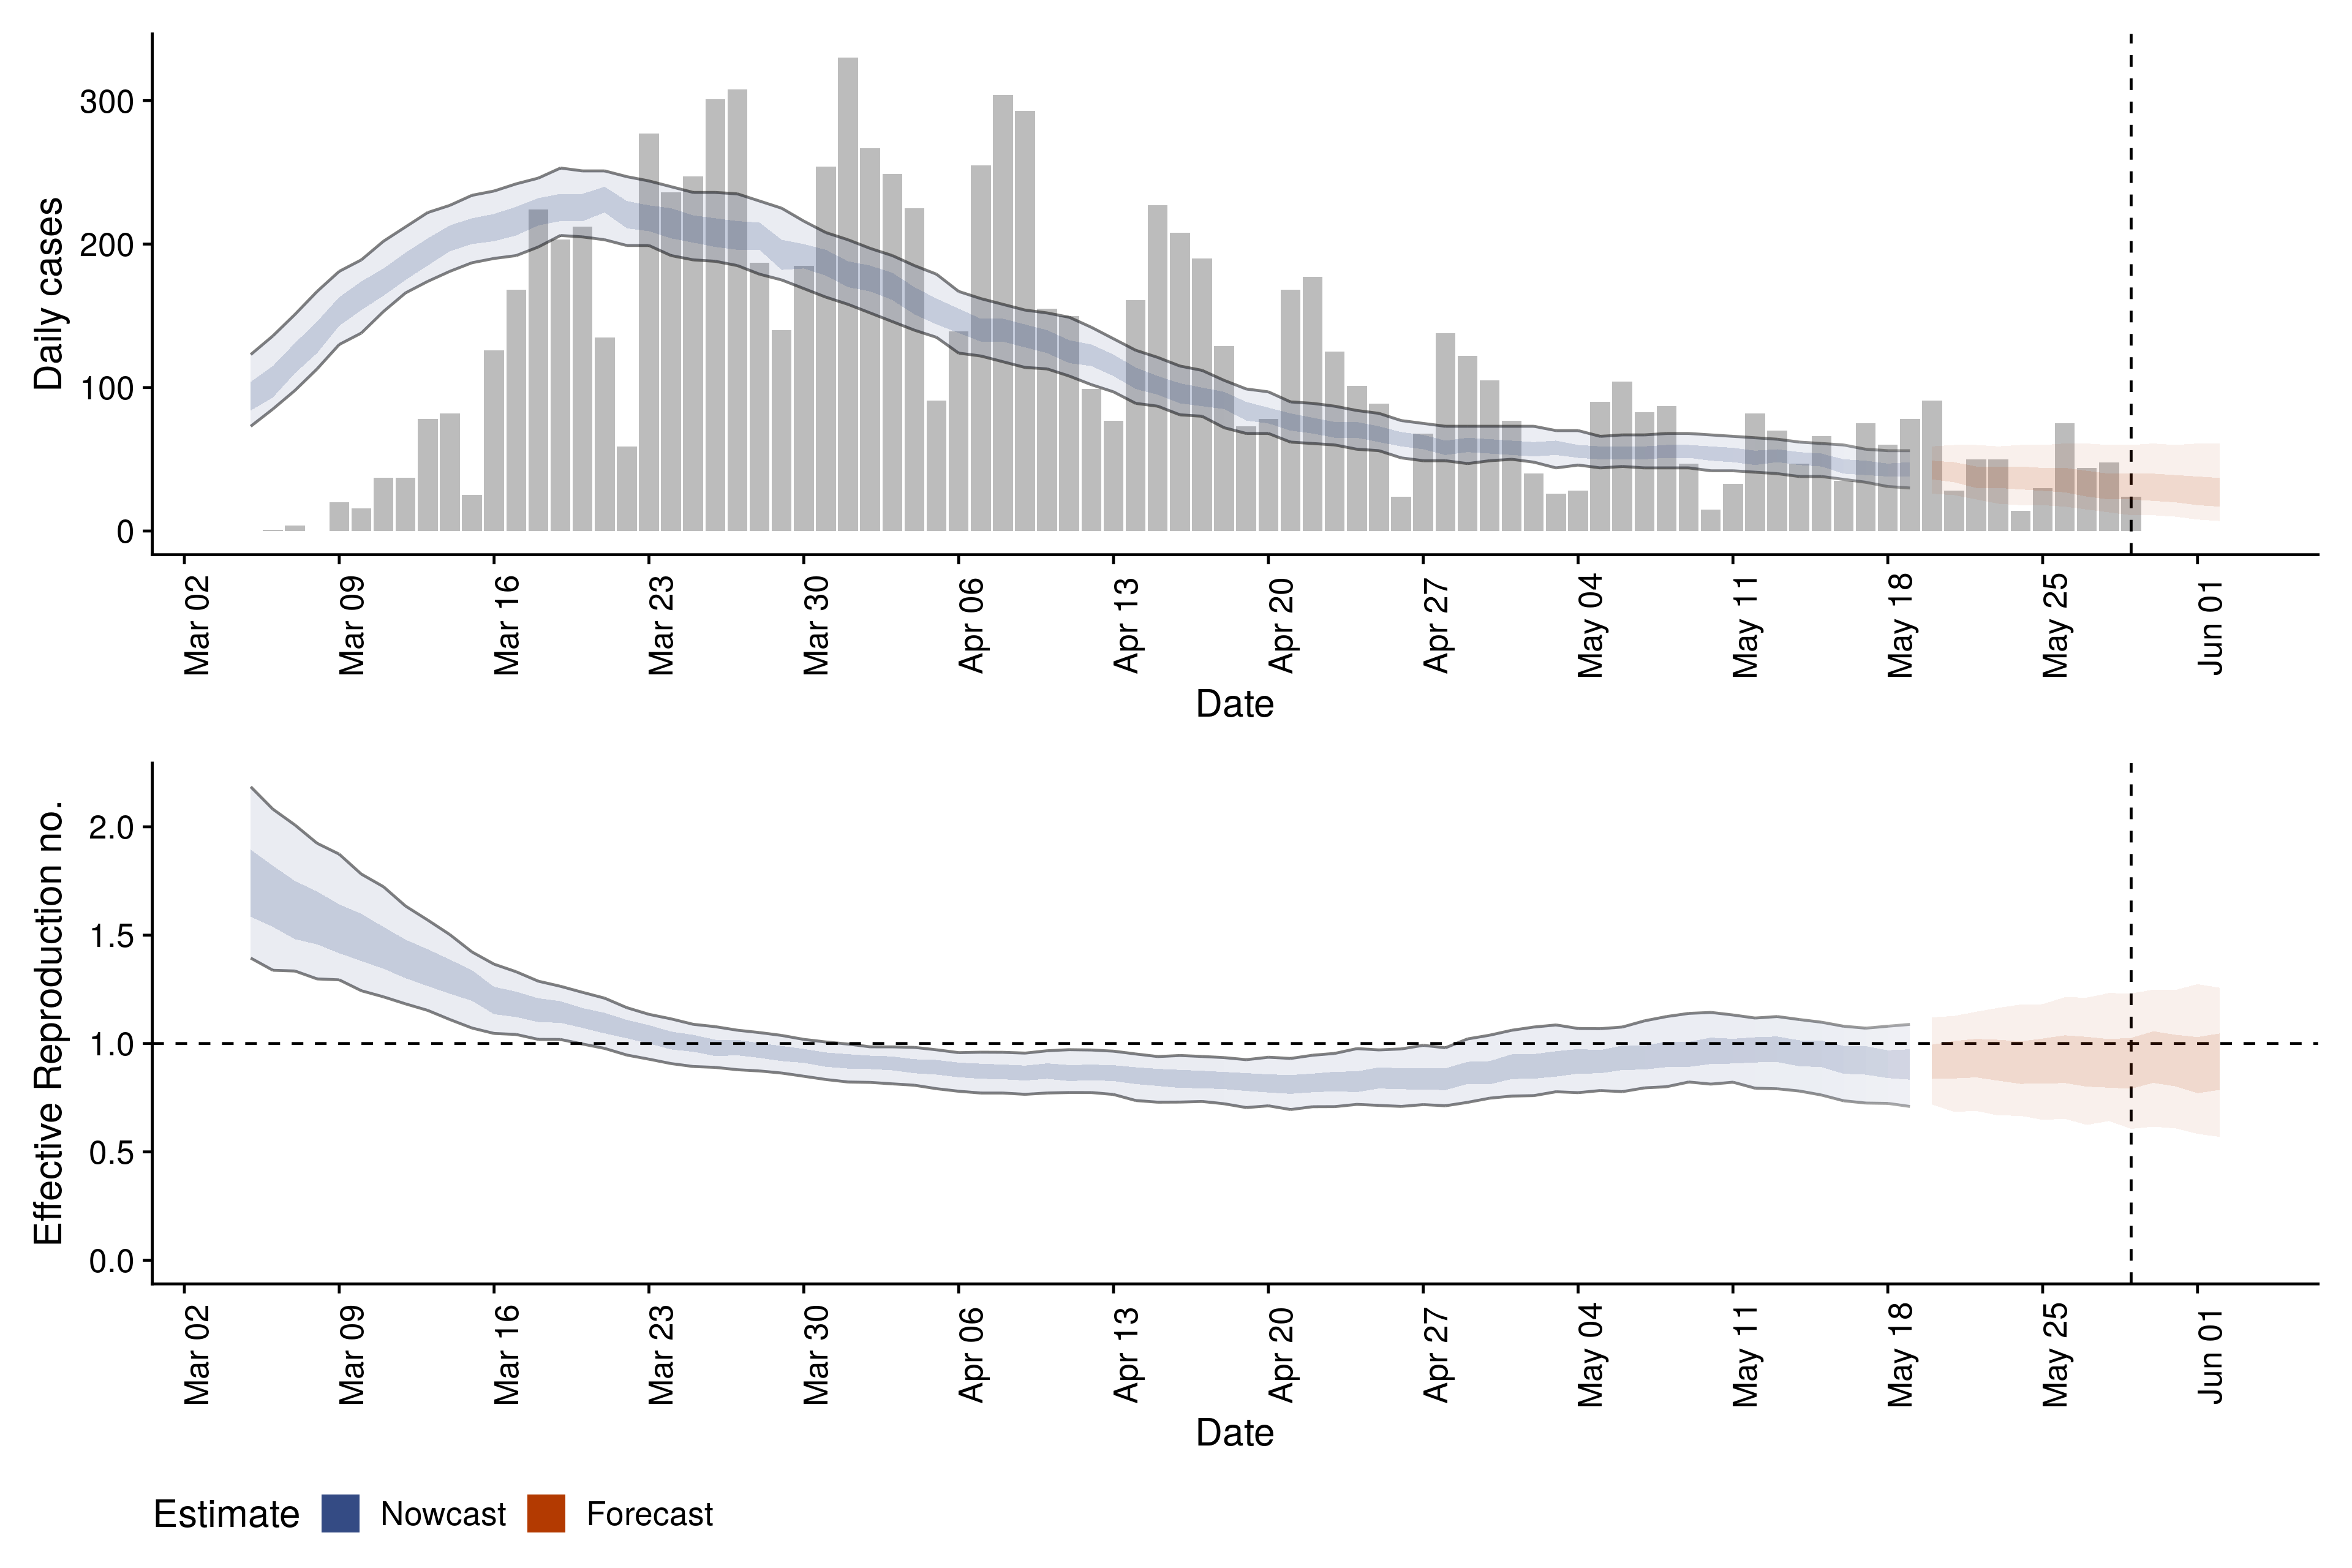 Daily cases
300
200
100
0
Mar 02 Mar 09 Mar 16 Mar 23 Mar 30 Apr 06 Apr 13 Apr 20 Apr 27 May 04 May 11 May 18 May 25 Jun 01
Date
Effective Reproduction no.
2.0
1.5
1.0
0.5
0.0
Mar 02 Mar 09 Mar 16 Mar 23 Mar 30 Apr 06 Apr 13 Apr 20 Apr 27 May 04 May 11 May 18 May 25 Jun 01
Date
Estimate Nowcast Forecast